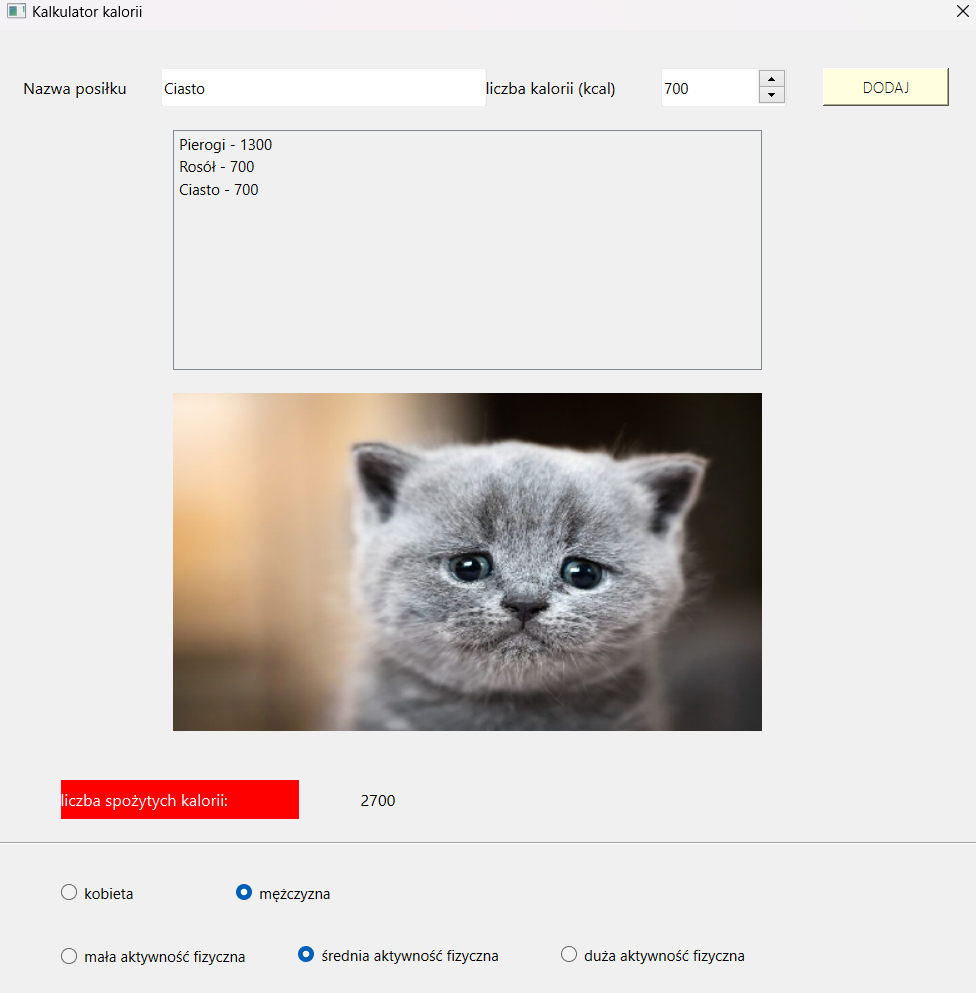 Kalkulator kalorii
Nazwa posiłku Ciasto liczba kalorii (kcal) 700 DODAJ
Pierogi - 1300
Rosół - 700
Ciasto - 700
liczba spożytych kalorii: 2700
kobieta mężczyzna
mała aktywność fizyczna średnia aktywność fizyczna duża aktywność fizyczna